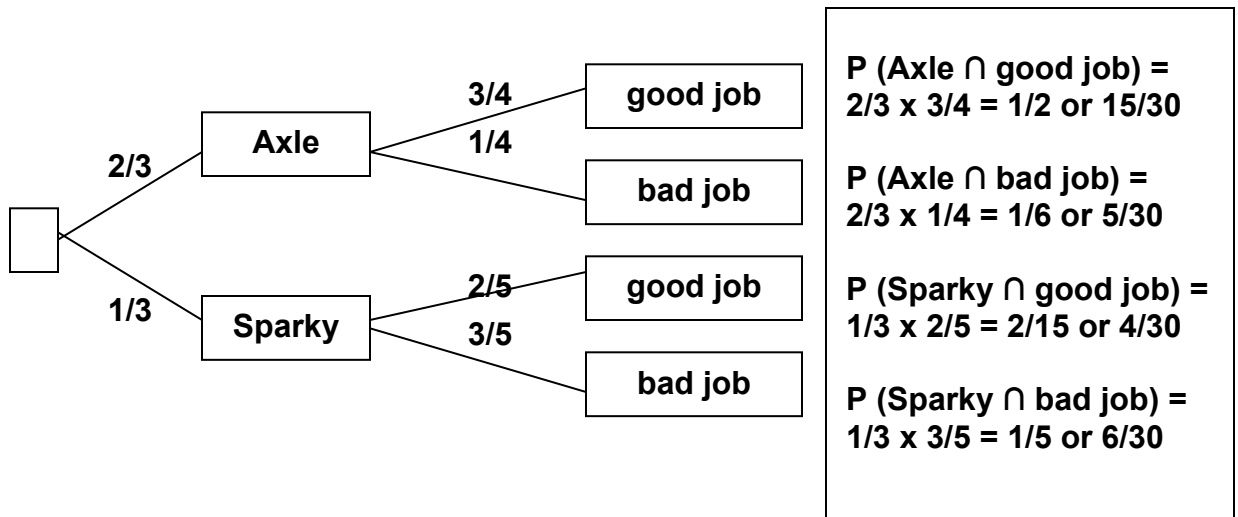 2/3
1/3
Axle
Sparky
3/4
1/4
2/5
3/5
good job
bad job
good job
bad job
P (Axle ∩ good job) =
2/3 x 3/4 = 1/2 or 15/30
P (Axle ∩ bad job) =
2/3 x 1/4 = 1/6 or 5/30
P (Sparky ∩ good job) =
1/3 x 2/5 = 2/15 or 4/30
P (Sparky ∩ bad job) =
1/3 x 3/5 = 1/5 or 6/30